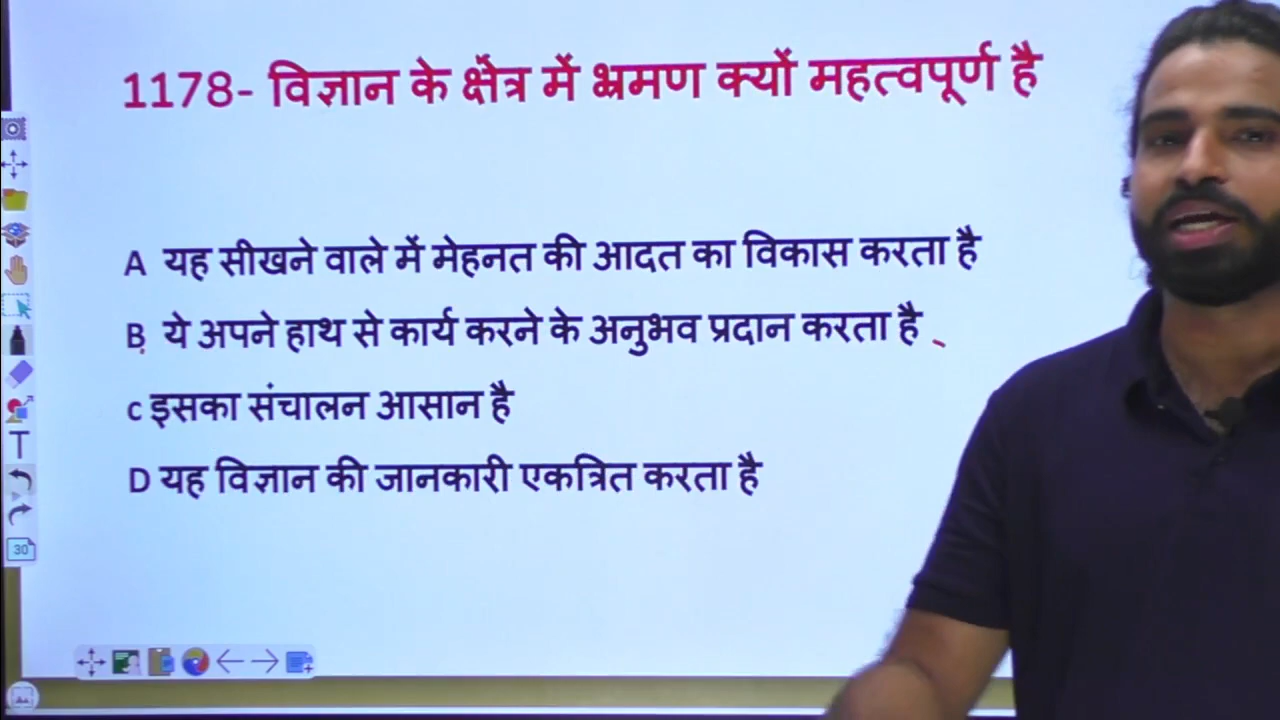 1178- विज्ञान के क्षेत्र में भ्रमण क्यों महत्वपूर्ण है
A यह सीखने वाले में मेहनत की आदत का विकास करता है
B ये अपने हाथ से कार्य करने के अनुभव प्रदान करता है
c इसका संचालन आसान है
D यह विज्ञान की जानकारी एकत्रित करता है
T
30